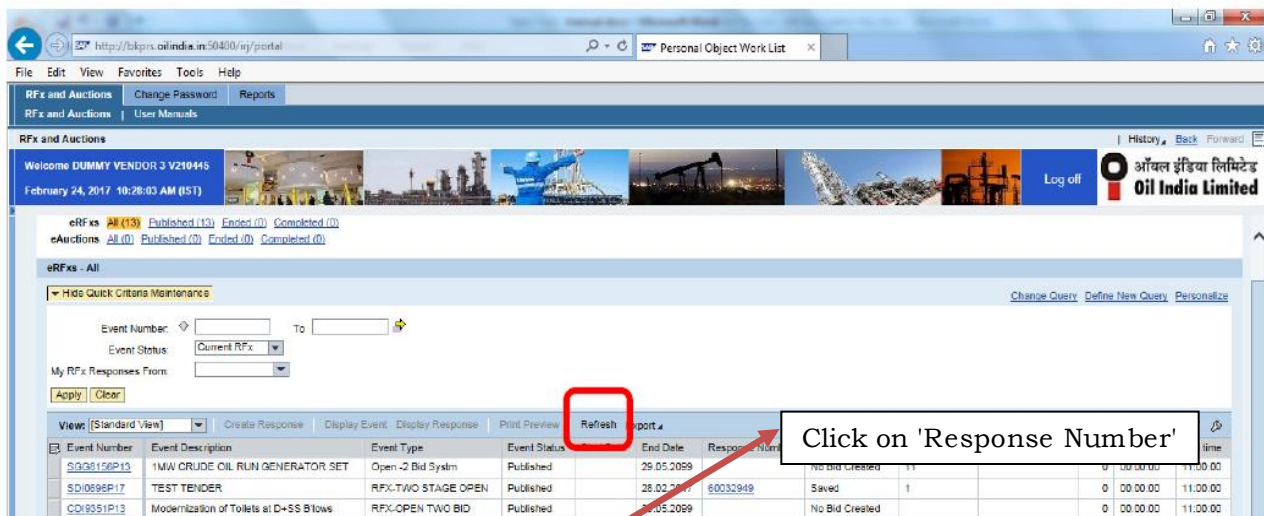 http://bkprs.oilindia.in:50400/irj/portal
Personal Object Work List
File Edit View Favorites Tools Help
RFx and Auctions Change Password Reports
RFx and Auctions | User Manuals
RFx and Auctions | History Back Forward
Welcome DUMMY VENDOR 3 V210445
February 24, 2017 10:28:03 AM (IST)
Log off
ऑयल इंडिया लिमिटेड
Oil India Limited
eRFxs All (13) Published (13) Ended (0) Completed (0)
eAuctions All (0) Published (0) Ended (0) Completed (0)
eRFxs - All
Hide Quick Criteria Maintenance Change Query Define New Query Personalize
Event Number: To
Event Status: Current RFx
My RFx Responses From:
Apply Clear
View: [Standard View] Create Response Display Event Display Response Print Preview Refresh Export
Click on 'Response Number'
Event Number Event Description Event Type Event Status End Date time
SGG6156P13 1MW CRUDE OIL RUN GENERATOR SET Open -2 Bid Systm Published 29.05.2099 No Bid Created 11 0 00:00:00 11:00:00
SDI0696P17 TEST TENDER RFX-TWO STAGE OPEN Published 60032949 Saved 1 0 00:00:00 11:00:00
CDI9351P13 Modernization of Toilets at D+SS B'lows RFX-OPEN TWO BID Published No Bid Created 0 00:00:00 11:00:00